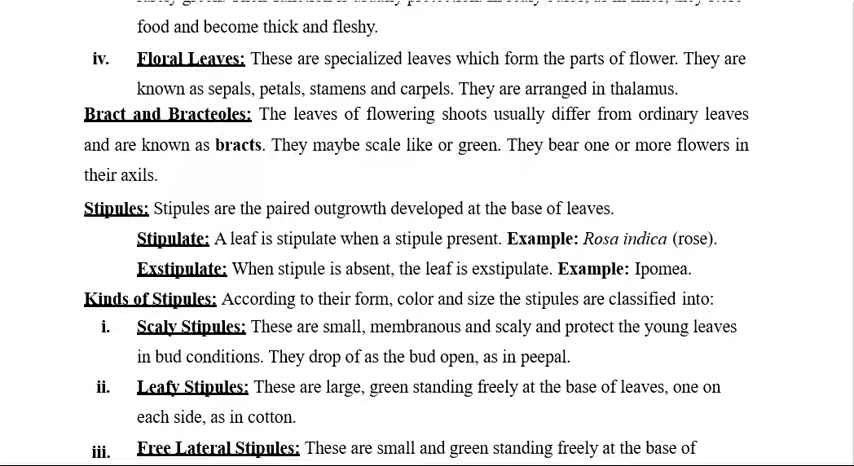 food and become thick and fleshy.
iv. Floral Leaves: These are specialized leaves which form the parts of flower. They are
known as sepals, petals, stamens and carpels. They are arranged in thalamus.
Bract and Bracteoles: The leaves of flowering shoots usually differ from ordinary leaves
and are known as bracts. They maybe scale like or green. They bear one or more flowers in
their axils.
Stipules: Stipules are the paired outgrowth developed at the base of leaves.
Stipulate: A leaf is stipulate when a stipule present. Example: Rosa indica (rose).
Exstipulate: When stipule is absent, the leaf is exstipulate. Example: Ipomea.
Kinds of Stipules: According to their form, color and size the stipules are classified into:
i. Scaly Stipules: These are small, membranous and scaly and protect the young leaves
in bud conditions. They drop of as the bud open, as in peepal.
ii. Leafy Stipules: These are large, green standing freely at the base of leaves, one on
each side, as in cotton.
iii. Free Lateral Stipules: These are small and green standing freely at the base of